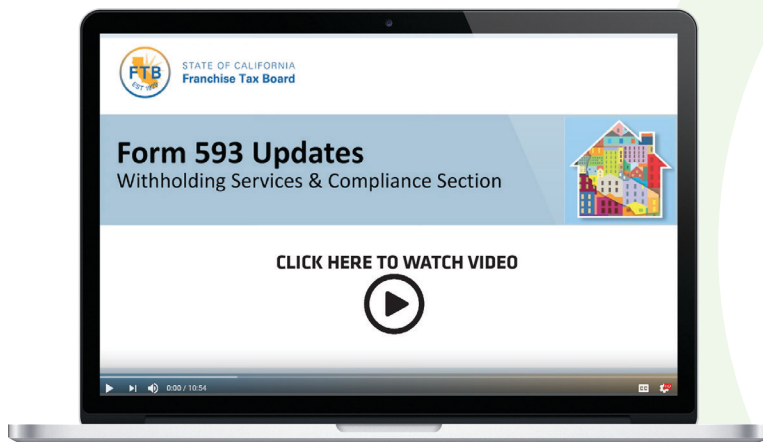 FTB
STATE OF CALIFORNIA
Franchise Tax Board
Form 593 Updates
Withholding Services & Compliance Section
CLICK HERE TO WATCH VIDEO
0:00 / 10:54
CC